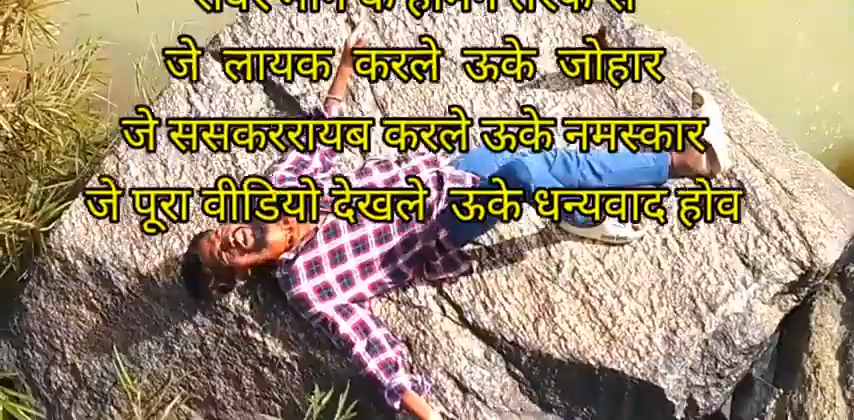 जे लायक करले ऊके जोहार
जे ससकररायब करले ऊके नमस्कार
जे पूरा वीडियो देखले ऊके धन्यवाद होव